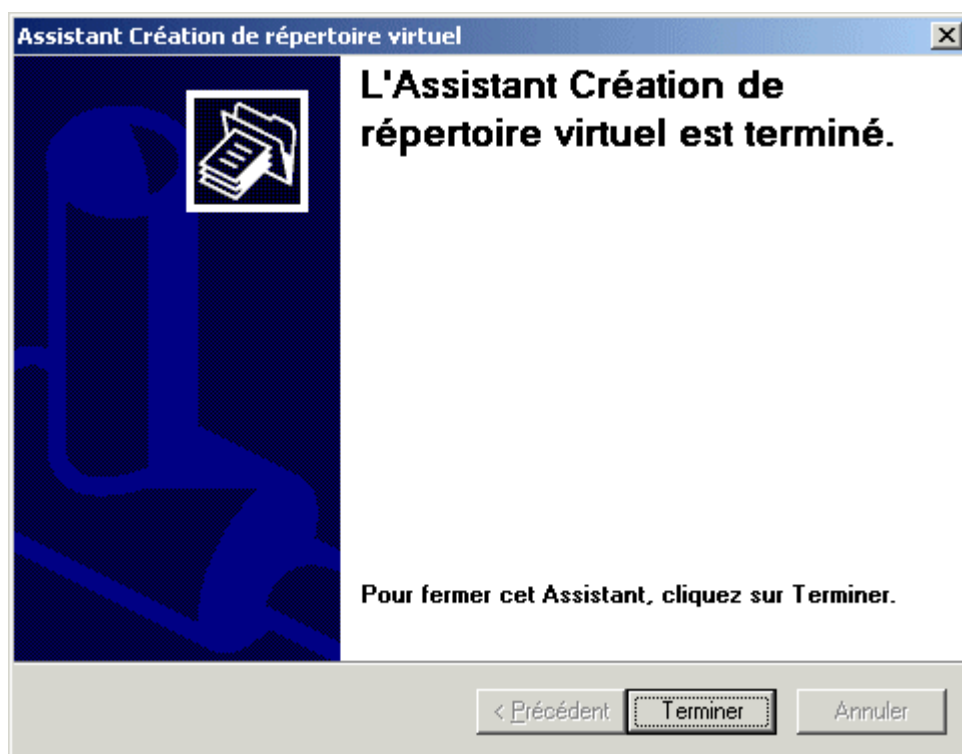 Assistant Création de répertoire virtuel
L'Assistant Création de
répertoire virtuel est terminé.
Pour fermer cet Assistant, cliquez sur Terminer.
< Précédent Terminer Annuler